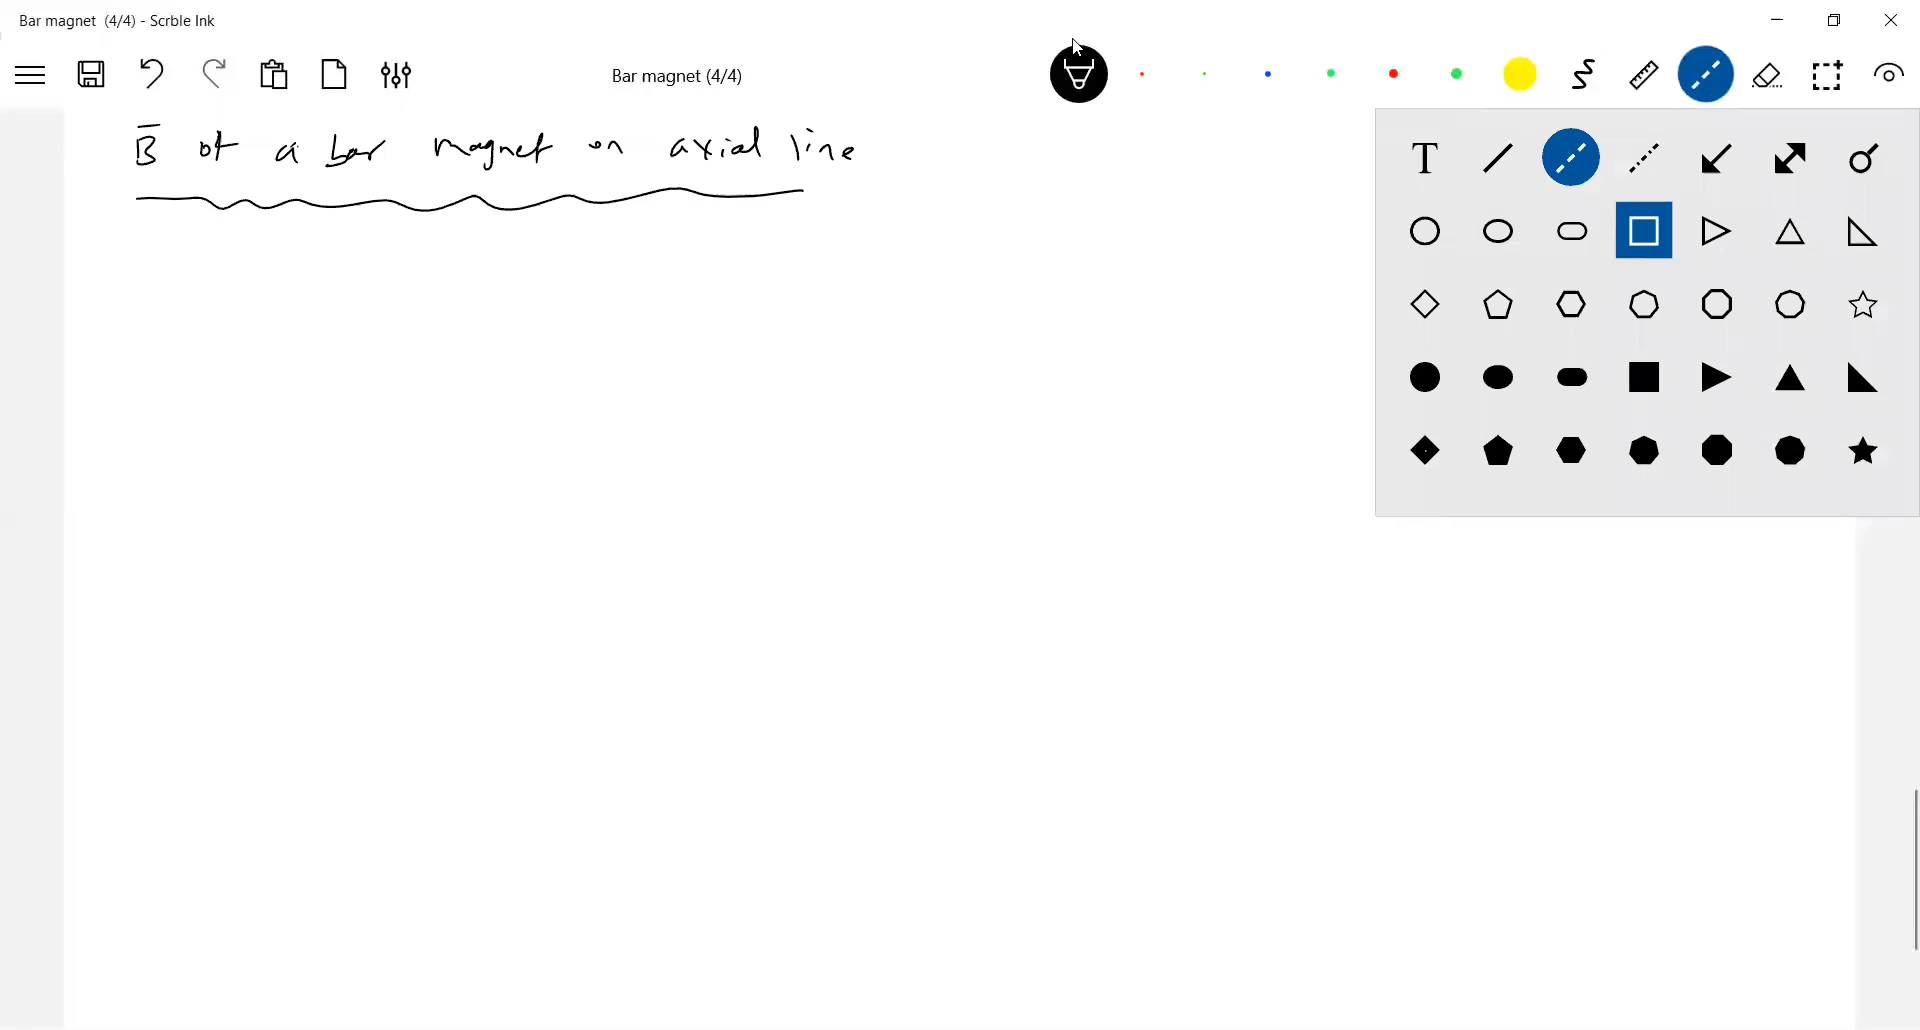 Bar magnet (4/4) - Scrble Ink
Bar magnet (4/4)
B̅ of a bar magnet on axial line
T